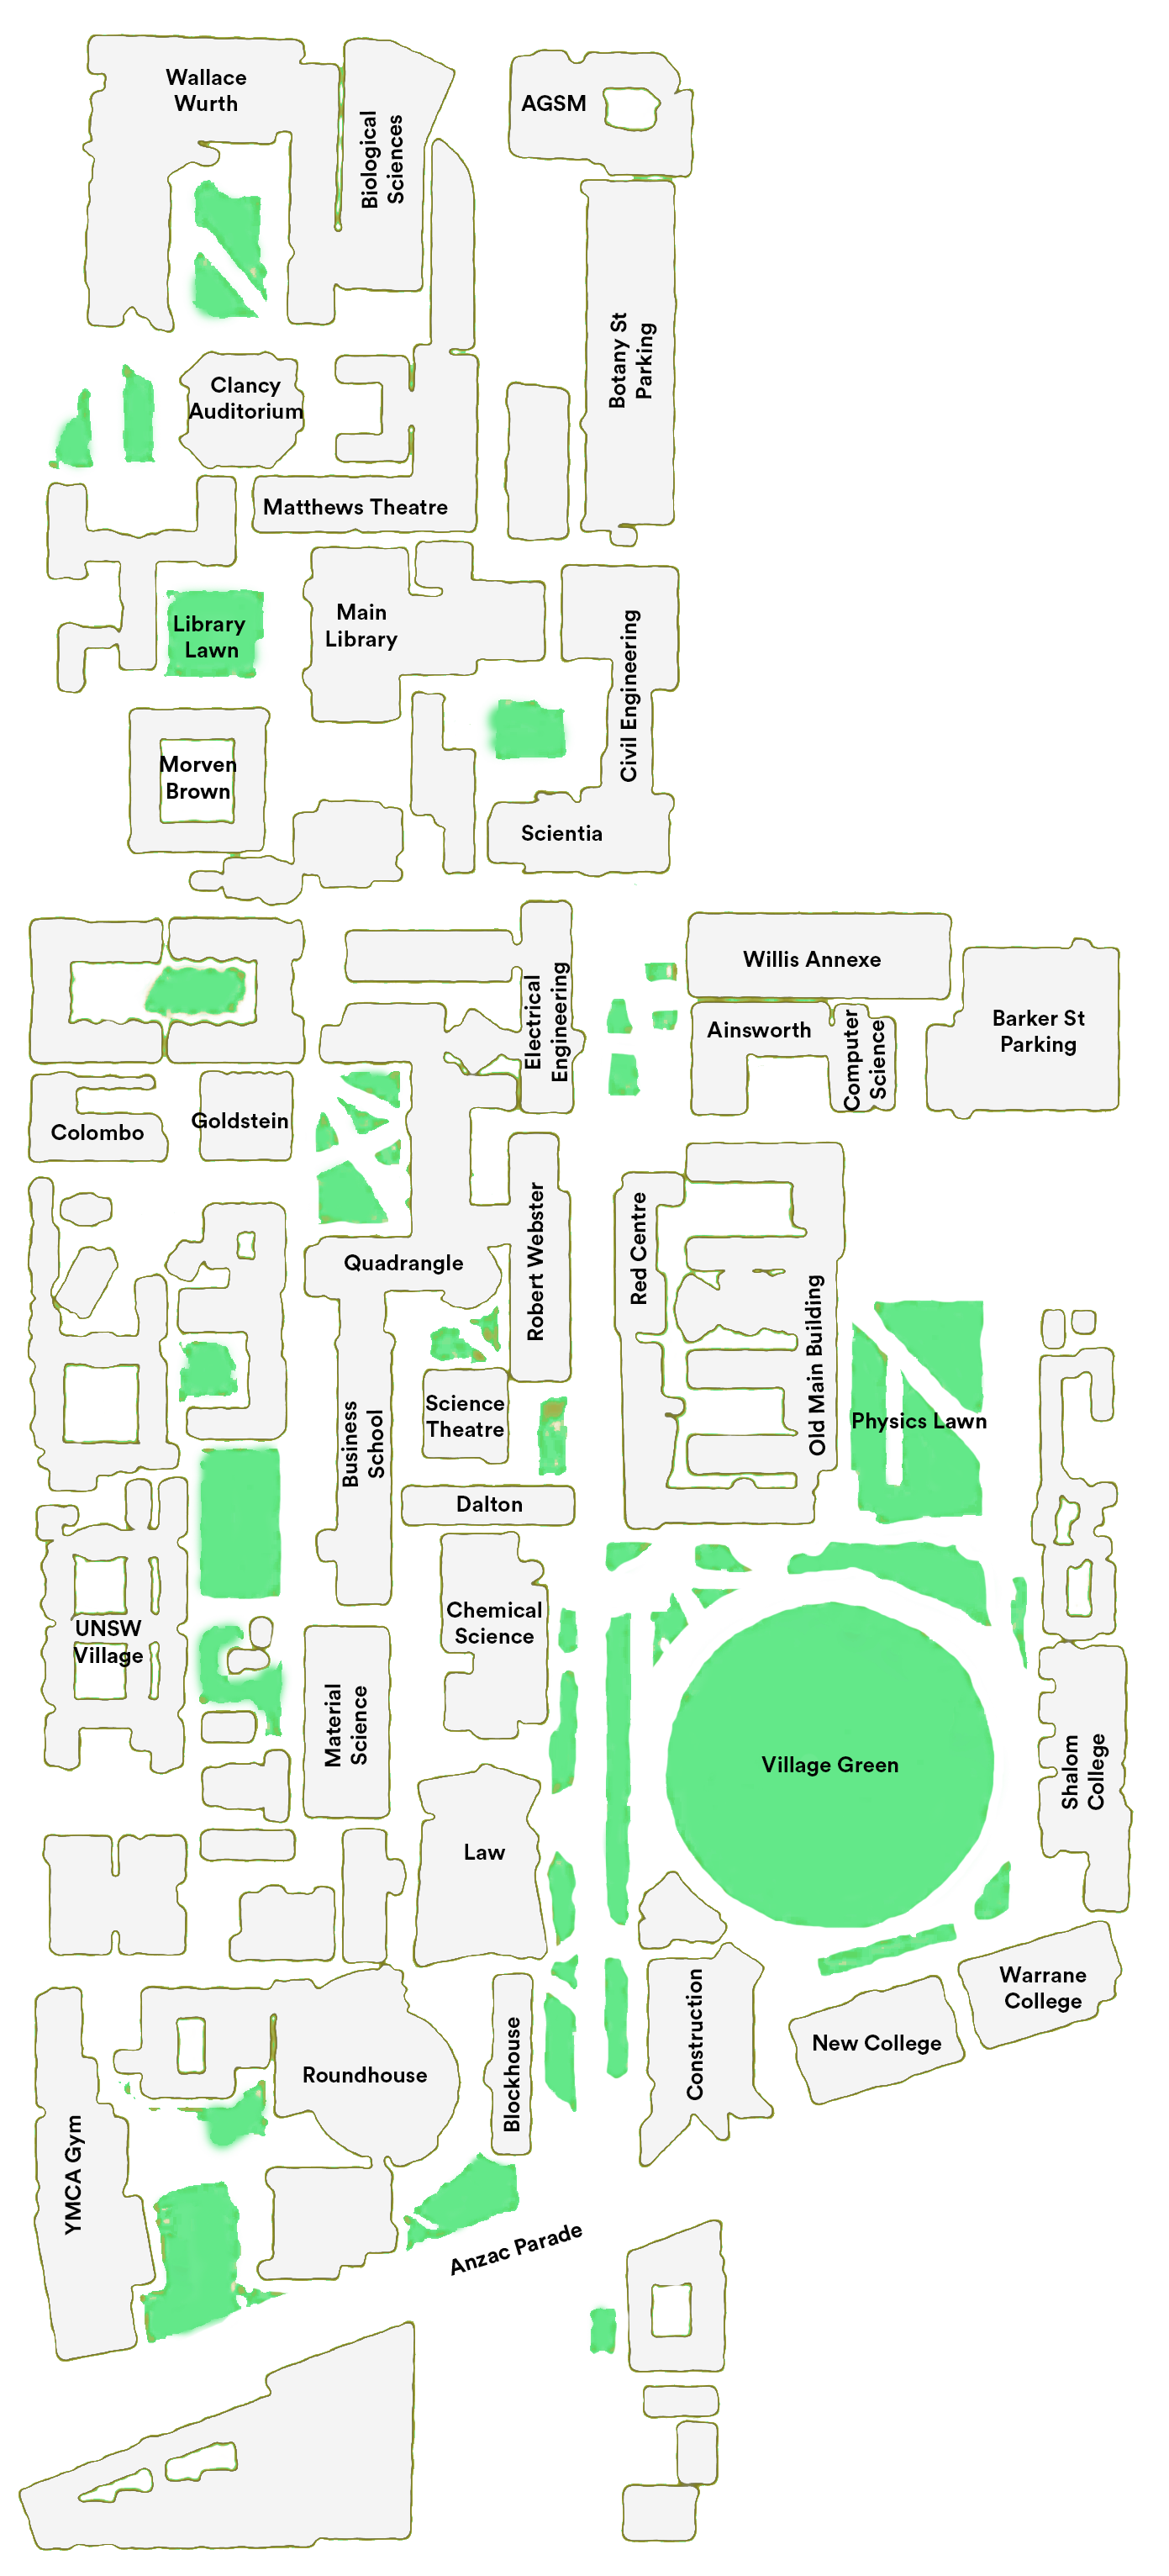 Wallace
Wurth
Biological
Sciences
AGSM
Botany St
Parking
Clancy
Auditorium
Matthews Theatre
Main
Library
Library
Lawn
Civil Engineering
Morven
Brown
Scientia
Willis Annexe
Electrical
Engineering
Ainsworth
Computer
Science
Barker St
Parking
Colombo
Goldstein
Quadrangle
Robert Webster
Red Centre
Old Main Building
Physics Lawn
Business
School
Science
Theatre
Dalton
UNSW
Village
Chemical
Science
Material
Science
Village Green
Shalom
College
Law
Warrane
College
Construction
New College
Roundhouse
Blockhouse
YMCA Gym
Anzac Parade